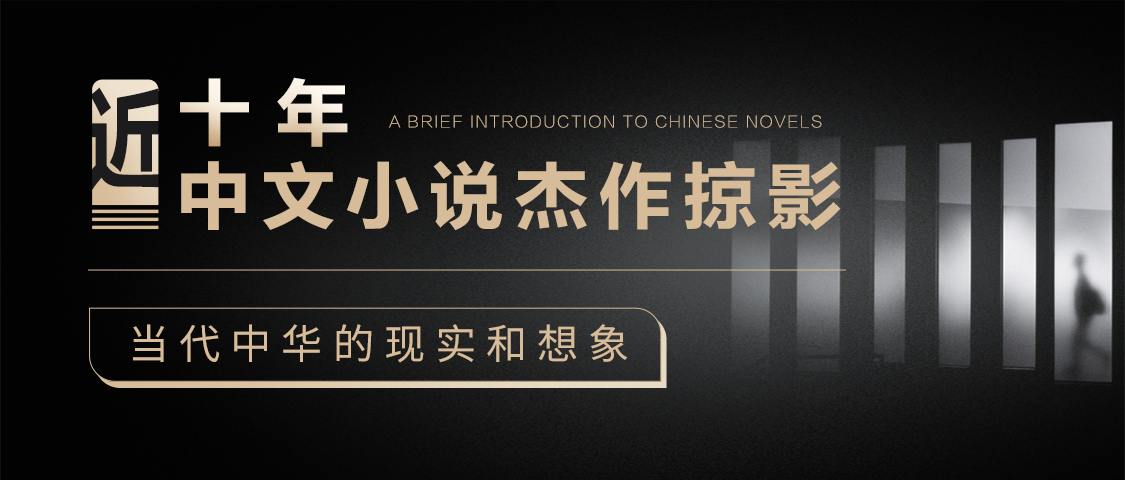 近十年
A BRIEF INTRODUCTION TO CHINESE NOVELS
中文小说杰作掠影
当代中华的现实和想象